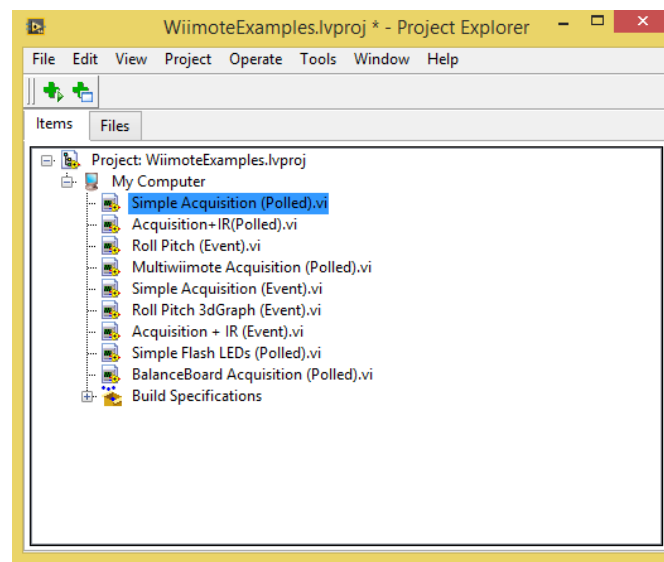 WiimoteExamples.lvproj * - Project Explorer
File Edit View Project Operate Tools Window Help
Items Files
Project: WiimoteExamples.lvproj
My Computer
Simple Acquisition (Polled).vi
Acquisition+IR(Polled).vi
Roll Pitch (Event).vi
Multiwiimote Acquisition (Polled).vi
Simple Acquisition (Event).vi
Roll Pitch 3dGraph (Event).vi
Acquisition + IR (Event).vi
Simple Flash LEDs (Polled).vi
BalanceBoard Acquisition (Polled).vi
Build Specifications